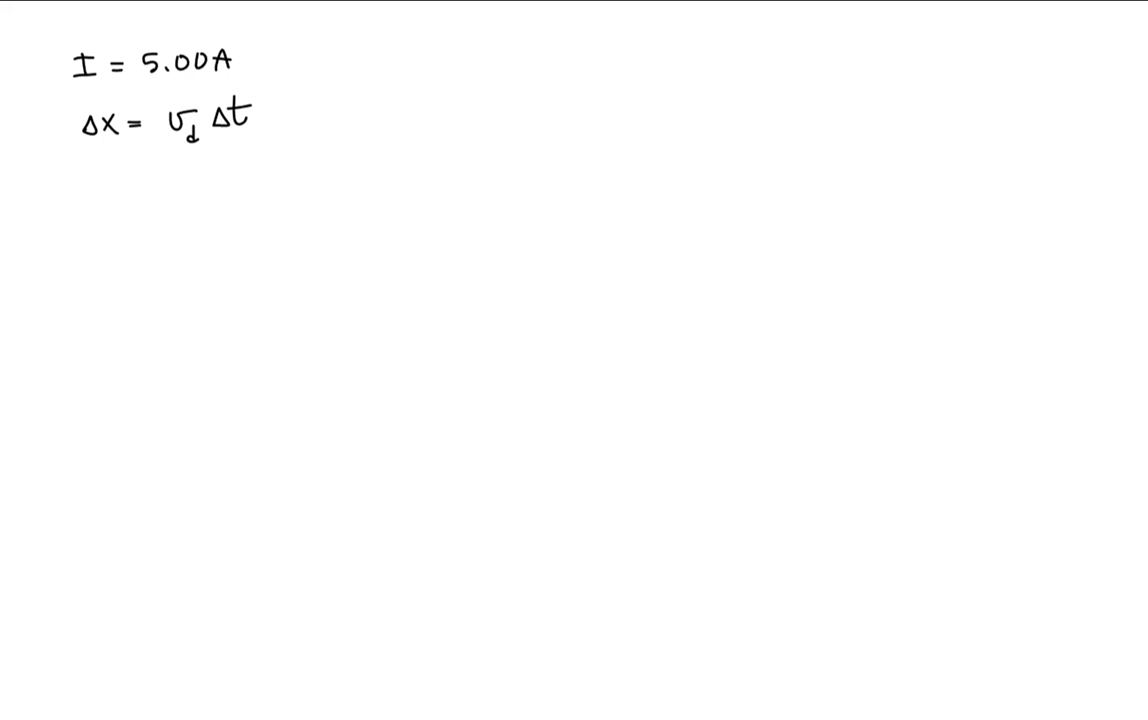 I = 5.00A
Δx = v_d Δt